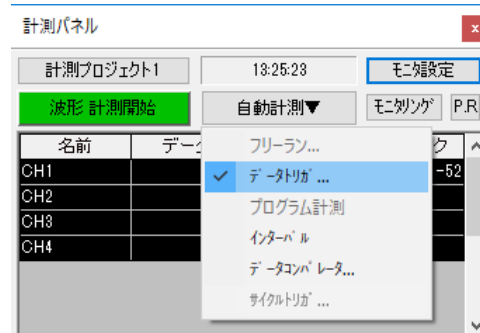 計測パネル
x
計測プロジェクト1 13:25:23 ﾓﾆﾀ設定
波形 計測開始 自動計測▼ ﾓﾆﾀﾘﾝｸﾞ P.R
名前 データ ク
フリーラン...
CH1 -52
✓ ﾃﾞｰﾀﾄﾘｶﾞ...
CH2
プログラム計測
CH3
ｲﾝﾀｰﾊﾞﾙ
CH4
ﾃﾞｰﾀｺﾝﾊﾟﾚｰﾀ...
ｻｲｸﾙﾄﾘｶﾞ...